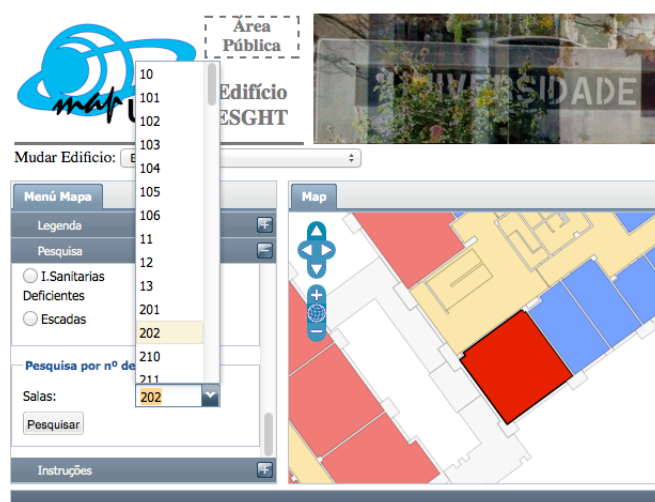 Área
Pública
map
U
Edifício
ESGHT
UNIVERSIDADE
Mudar Edificio:
Menú Mapa
Map
Legenda
Pesquisa
I.Sanitarias
Deficientes
Escadas
Pesquisa por nº de
Salas:
202
Pesquisar
Instruções
10
101
102
103
104
105
106
11
12
13
201
202
210
211